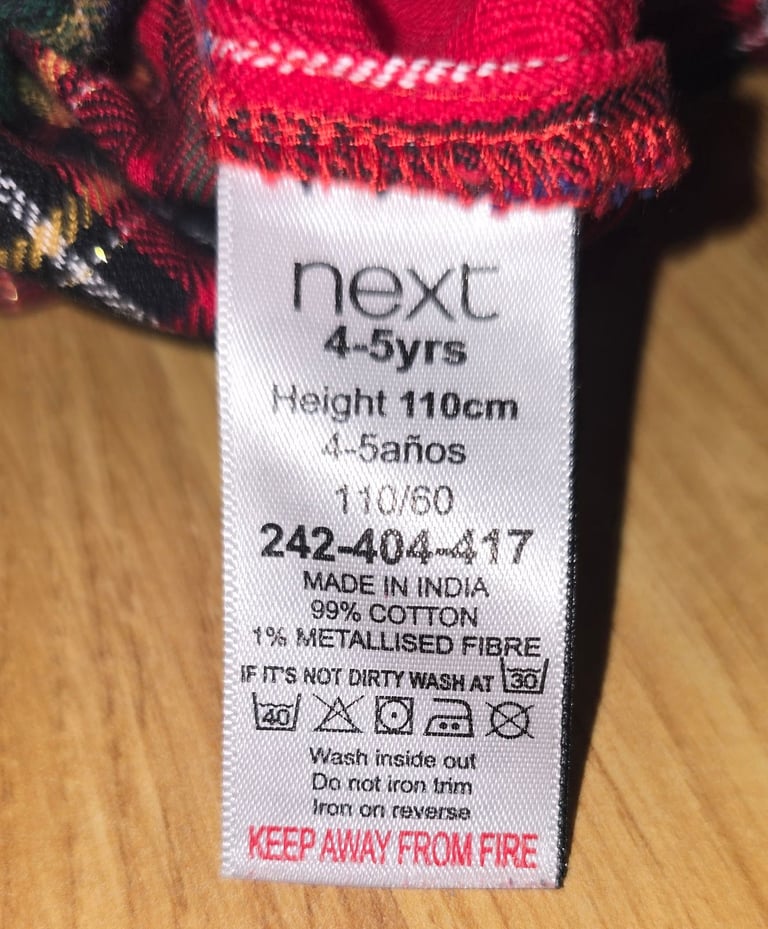 next
4-5yrs
Height 110cm
4-5años
110/60
242-404-417
MADE IN INDIA
99% COTTON
1% METALLISED FIBRE
IF IT'S NOT DIRTY WASH AT 30
40
Wash inside out
Do not iron trim
Iron on reverse
KEEP AWAY FROM FIRE